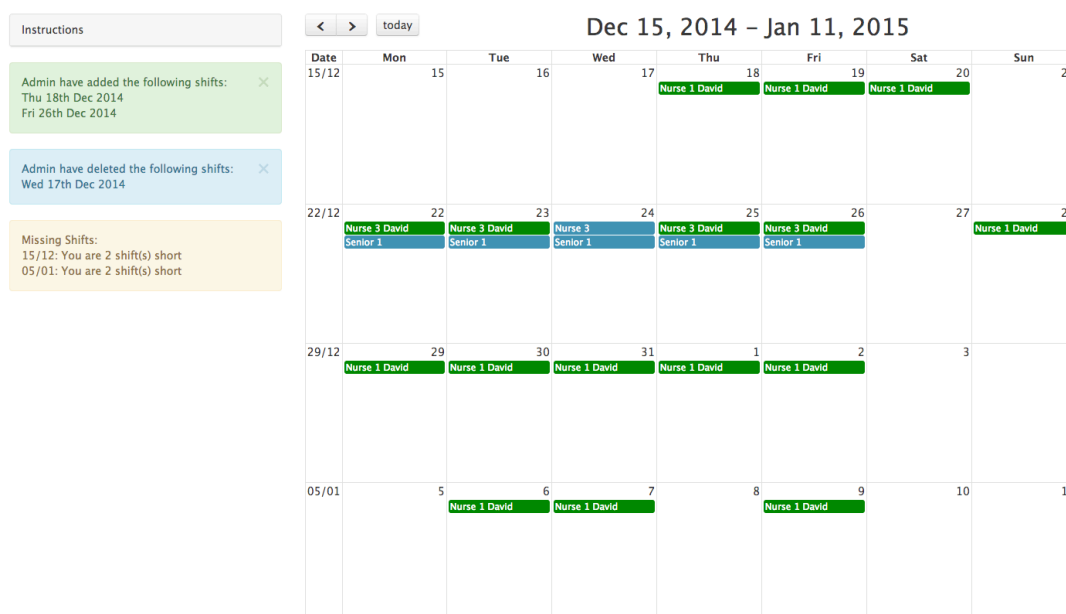 Instructions
Admin have added the following shifts: ×
Thu 18th Dec 2014
Fri 26th Dec 2014
Admin have deleted the following shifts: ×
Wed 17th Dec 2014
Missing Shifts:
15/12: You are 2 shift(s) short
05/01: You are 2 shift(s) short
< > today
Dec 15, 2014 – Jan 11, 2015
Date Mon Tue Wed Thu Fri Sat Sun
15/12 15 16 17 18 19 20
Nurse 1 David Nurse 1 David Nurse 1 David
22/12 22 23 24 25 26 27
Nurse 3 David Nurse 3 David Nurse 3 Nurse 3 David Nurse 3 David Nurse 1 David
Senior 1 Senior 1 Senior 1 Senior 1 Senior 1
29/12 29 30 31 1 2 3
Nurse 1 David Nurse 1 David Nurse 1 David Nurse 1 David Nurse 1 David
05/01 5 6 7 8 9 10
Nurse 1 David Nurse 1 David Nurse 1 David